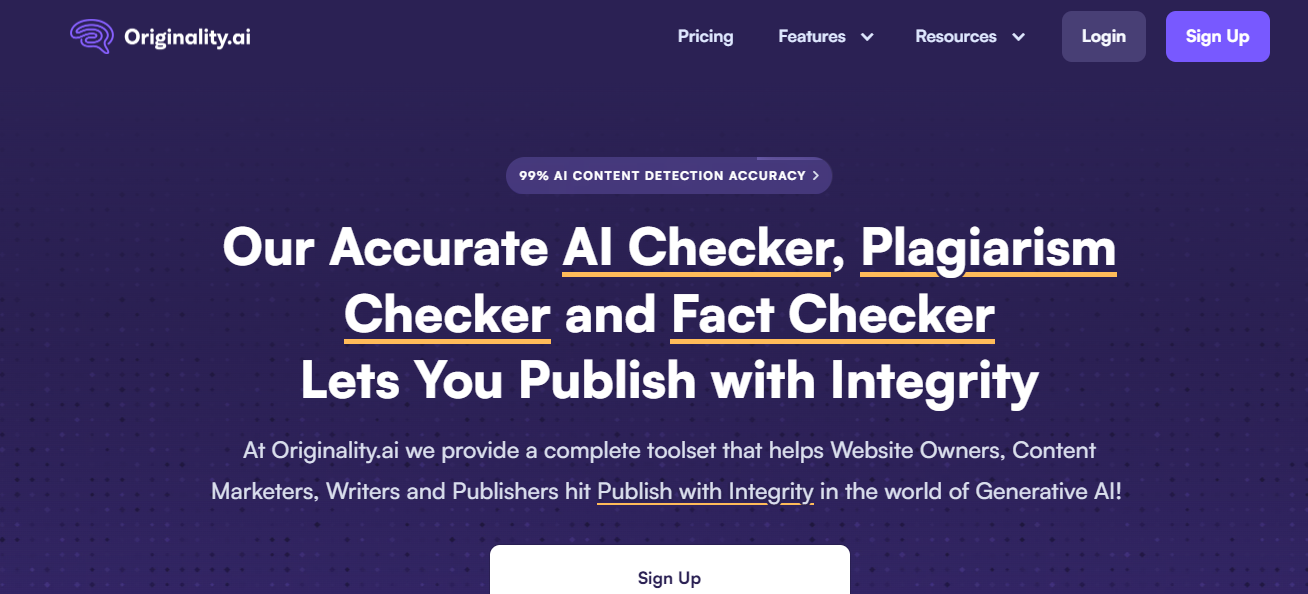 Originality.ai
Pricing
Features
Resources
Login
Sign Up
99% AI CONTENT DETECTION ACCURACY
Our Accurate AI Checker, Plagiarism
Checker and Fact Checker
Lets You Publish with Integrity
At Originality.ai we provide a complete toolset that helps Website Owners, Content
Marketers, Writers and Publishers hit Publish with Integrity in the world of Generative AI!
Sign Up